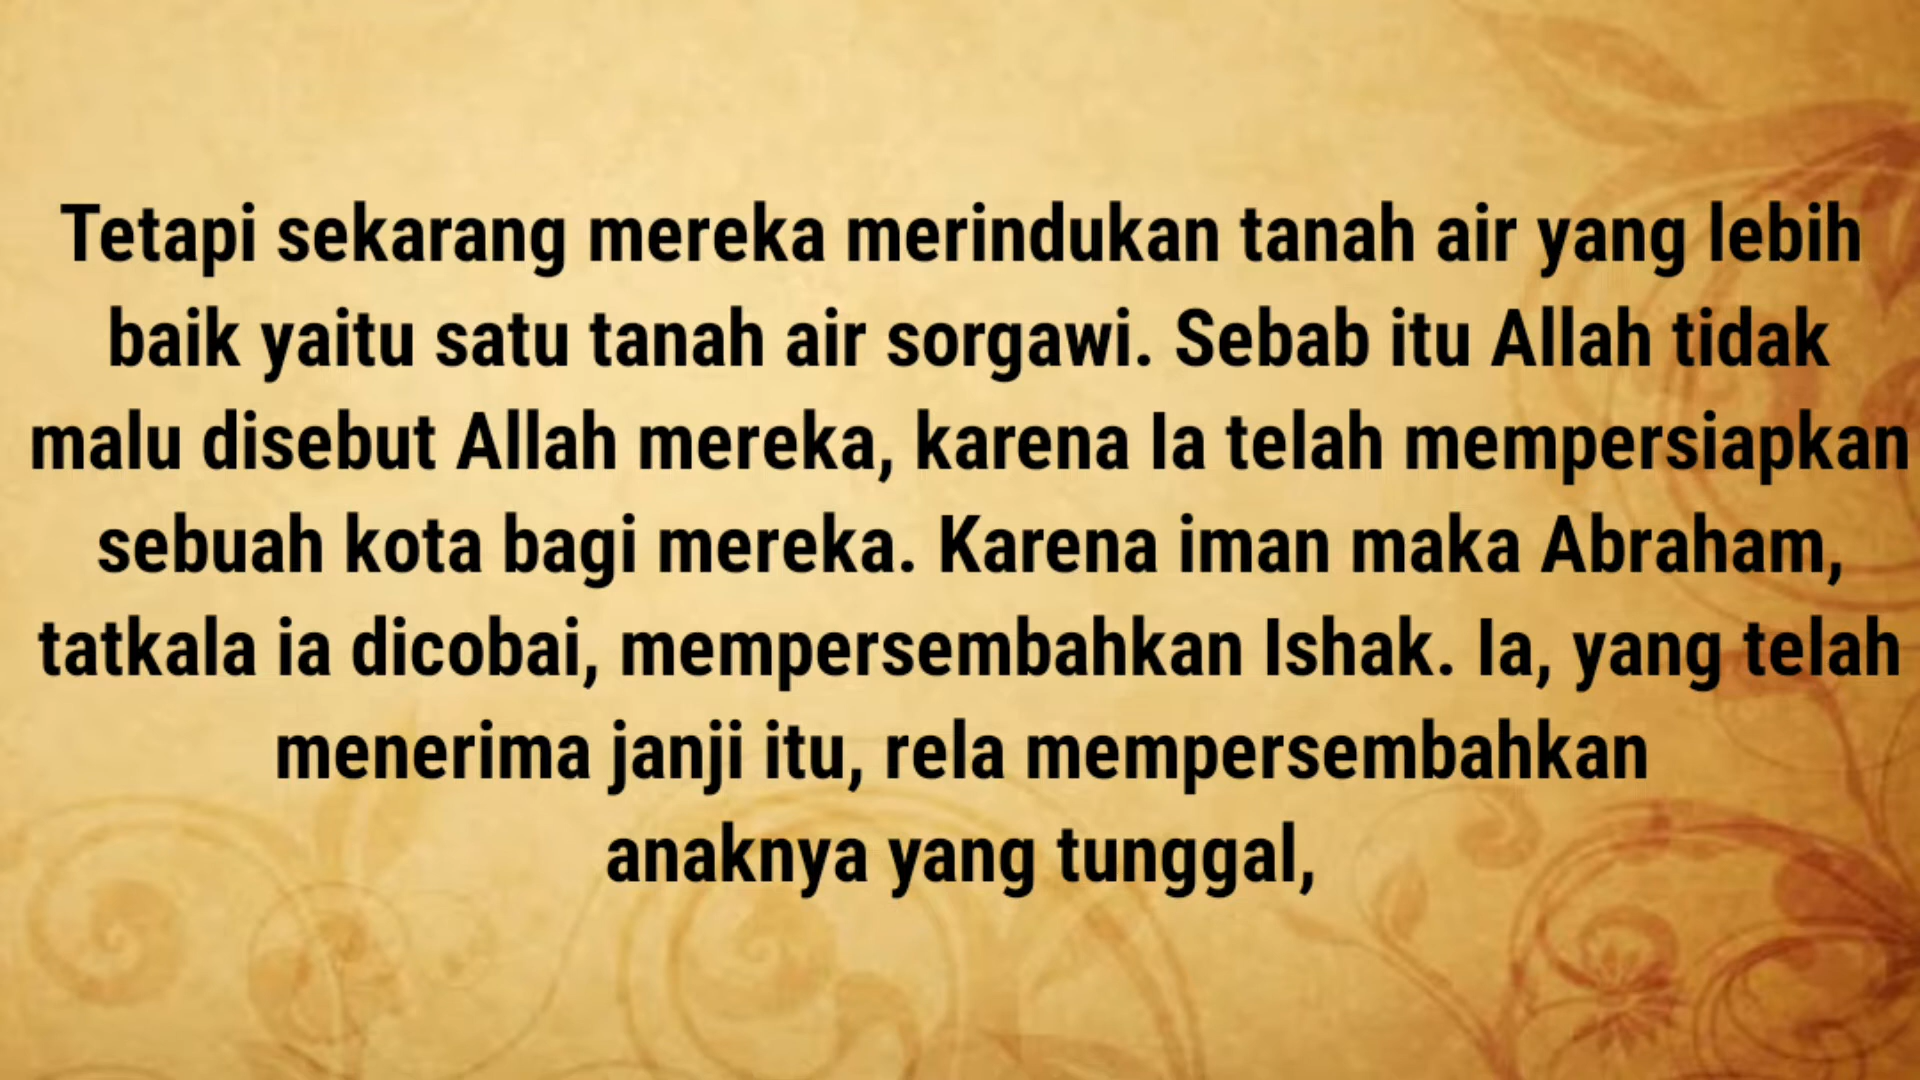 Tetapi sekarang mereka merindukan tanah air yang lebih
baik yaitu satu tanah air sorgawi. Sebab itu Allah tidak
malu disebut Allah mereka, karena Ia telah mempersiapkan
sebuah kota bagi mereka. Karena iman maka Abraham,
tatkala ia dicobai, mempersembahkan Ishak. Ia, yang telah
menerima janji itu, rela mempersembahkan
anaknya yang tunggal,